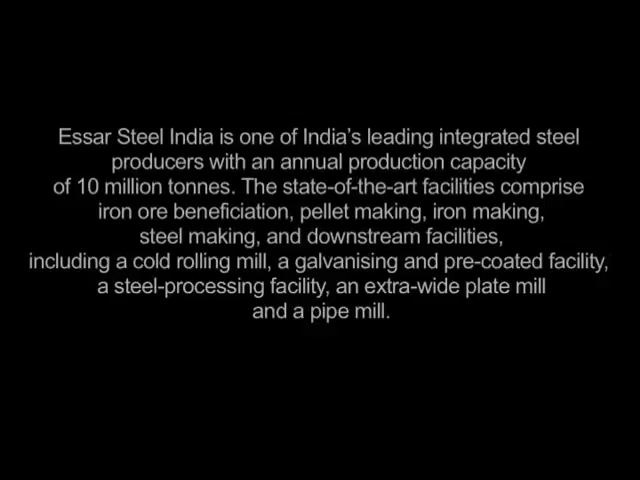 Essar Steel India is one of India's leading integrated steel
producers with an annual production capacity
of 10 million tonnes. The state-of-the-art facilities comprise
iron ore beneficiation, pellet making, iron making,
steel making, and downstream facilities,
including a cold rolling mill, a galvanising and pre-coated facility,
a steel-processing facility, an extra-wide plate mill
and a pipe mill.